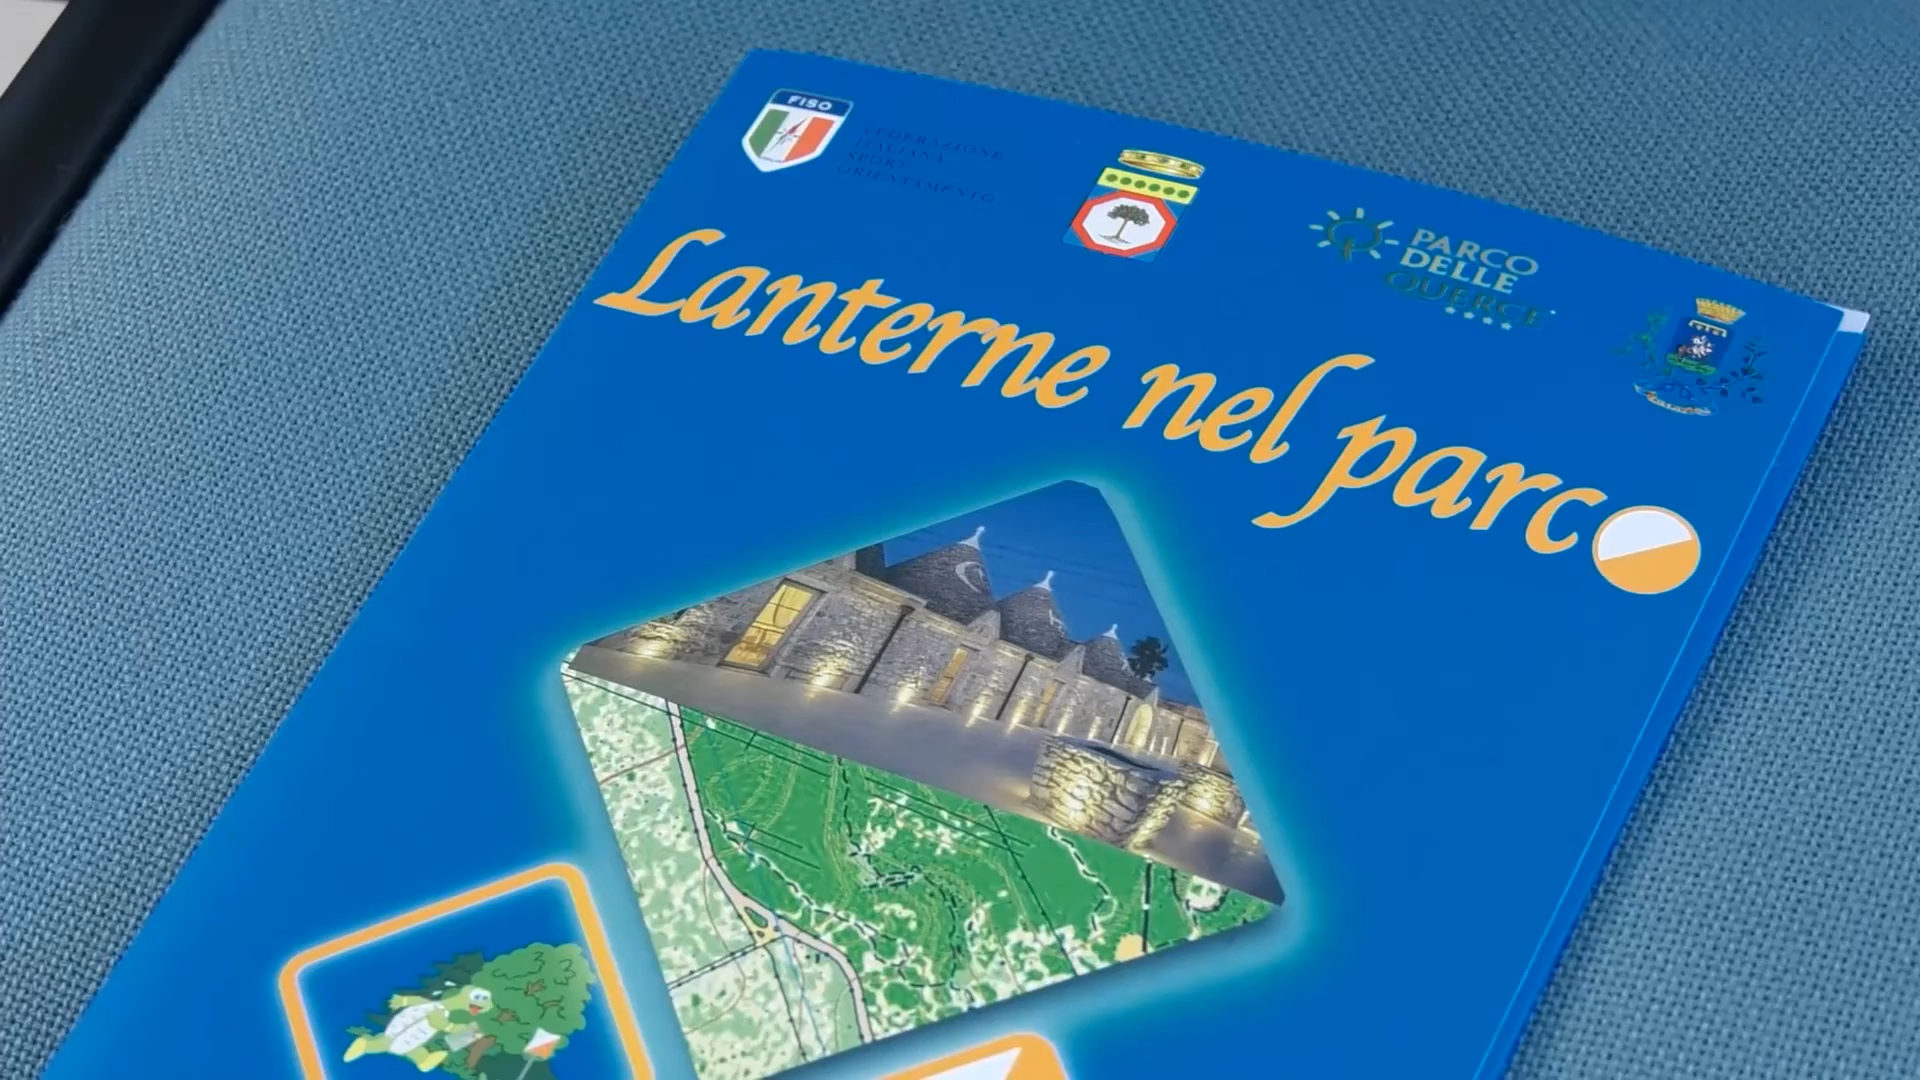 FISO
FEDERAZIONE
ITALIANA
SPORT
ORIENTAMENTO
PARCO
DELLE
QUERCE
Lanterne nel parco